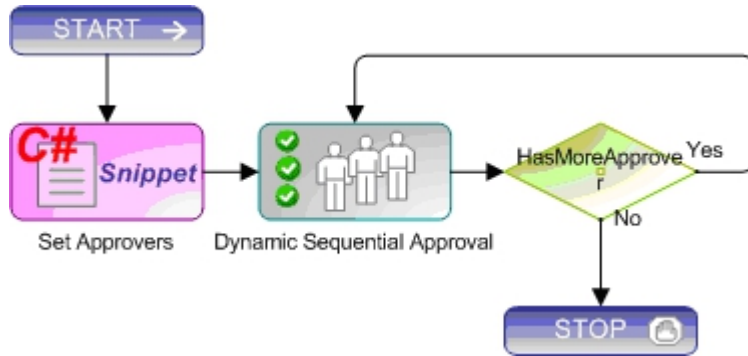 START
C#
Snippet
Set Approvers
Dynamic Sequential Approval
HasMoreApprove
r
Yes
No
STOP